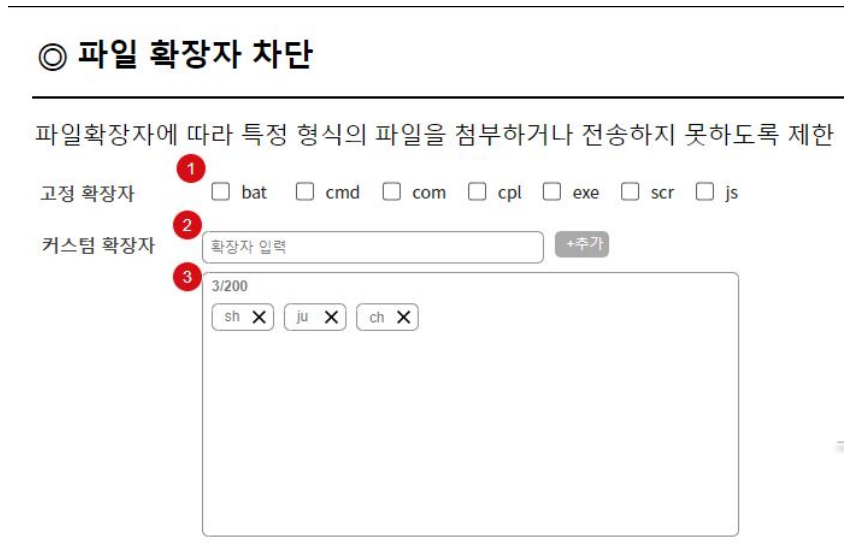 ◎ 파일 확장자 차단
파일확장자에 따라 특정 형식의 파일을 첨부하거나 전송하지 못하도록 제한
1
고정 확장자 bat cmd com cpl exe scr js
2
커스텀 확장자 확장자 입력 +추가
3
3/200
sh X ju X ch X